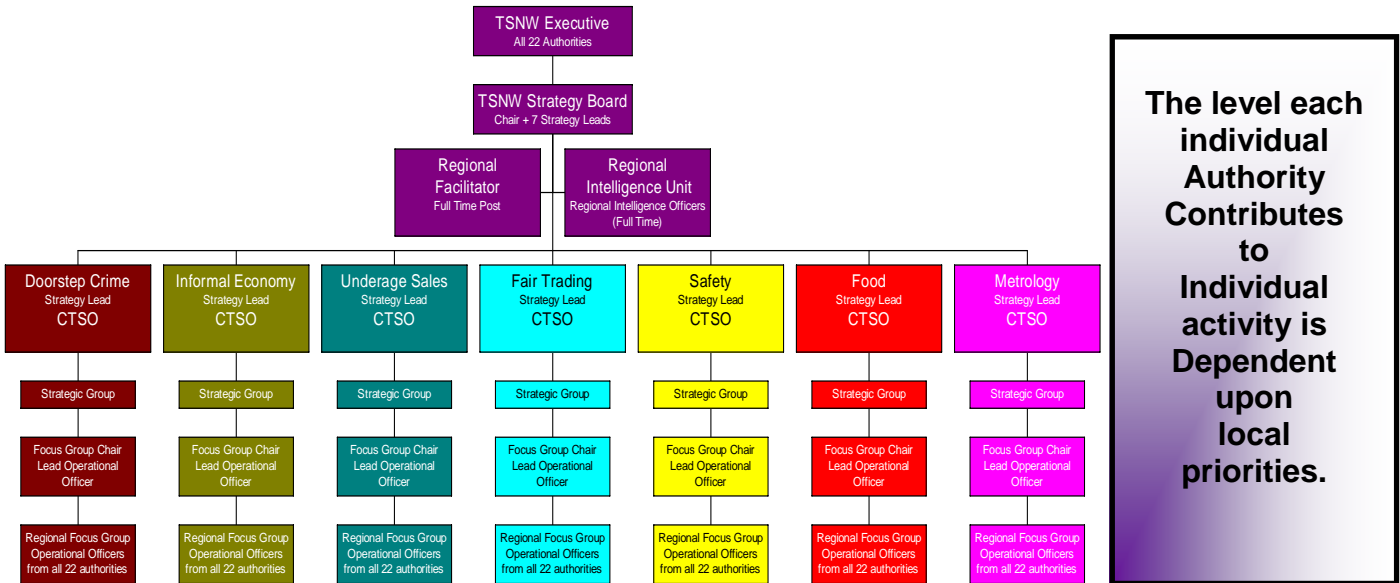 TSNW Executive
All 22 Authorities
TSNW Strategy Board
Chair + 7 Strategy Leads
Regional
Facilitator
Full Time Post
Regional
Intelligence Unit
Regional Intelligence Officers
(Full Time)
Doorstep Crime
Strategy Lead
CTSO
Informal Economy
Strategy Lead
CTSO
Underage Sales
Strategy Lead
CTSO
Fair Trading
Strategy Lead
CTSO
Safety
Strategy Lead
CTSO
Food
Strategy Lead
CTSO
Metrology
Strategy Lead
CTSO
Strategic Group
Strategic Group
Strategic Group
Strategic Group
Strategic Group
Strategic Group
Strategic Group
Focus Group Chair
Lead Operational
Officer
Focus Group Chair
Lead Operational
Officer
Focus Group Chair
Lead Operational
Officer
Focus Group Chair
Lead Operational
Officer
Focus Group Chair
Lead Operational
Officer
Focus Group Chair
Lead Operational
Officer
Focus Group Chair
Lead Operational
Officer
Regional Focus Group
Operational Officers
from all 22 authorities
Regional Focus Group
Operational Officers
from all 22 authorities
Regional Focus Group
Operational Officers
from all 22 authorities
Regional Focus Group
Operational Officers
from all 22 authorities
Regional Focus Group
Operational Officers
from all 22 authorities
Regional Focus Group
Operational Officers
from all 22 authorities
Regional Focus Group
Operational Officers
from all 22 authorities
The level each
individual
Authority
Contributes
to
Individual
activity is
Dependent
upon
local
priorities.